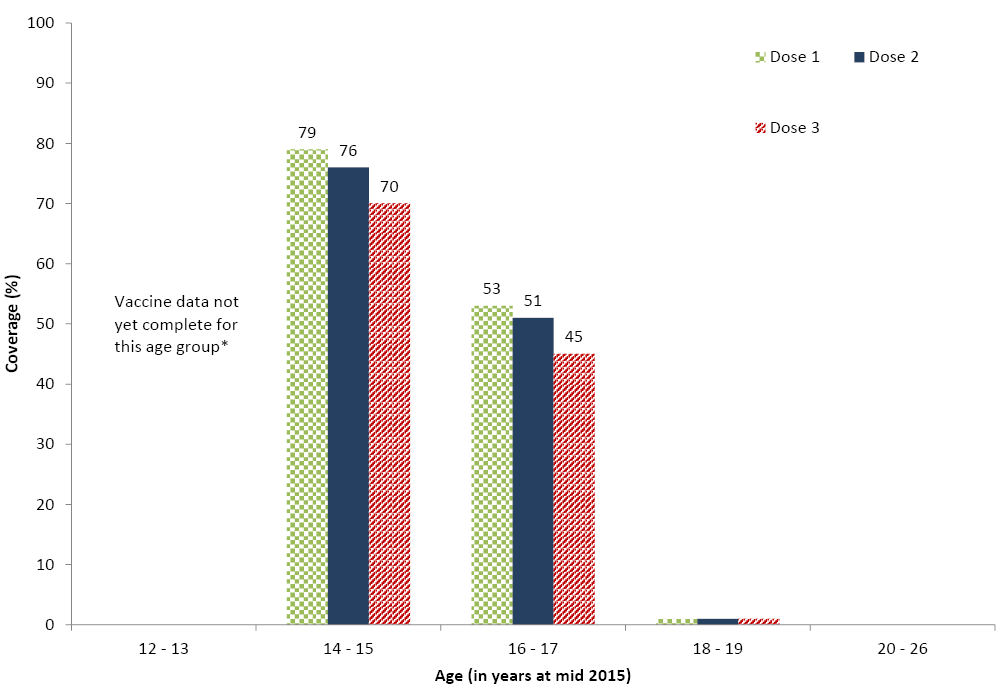 100
90
80
70
60
50
40
30
20
10
0
Coverage (%)
Dose 1
Dose 2
Dose 3
79
76
70
53
51
45
Vaccine data not
yet complete for
this age group*
12 - 13
14 - 15
16 - 17
18 - 19
20 - 26
Age (in years at mid 2015)